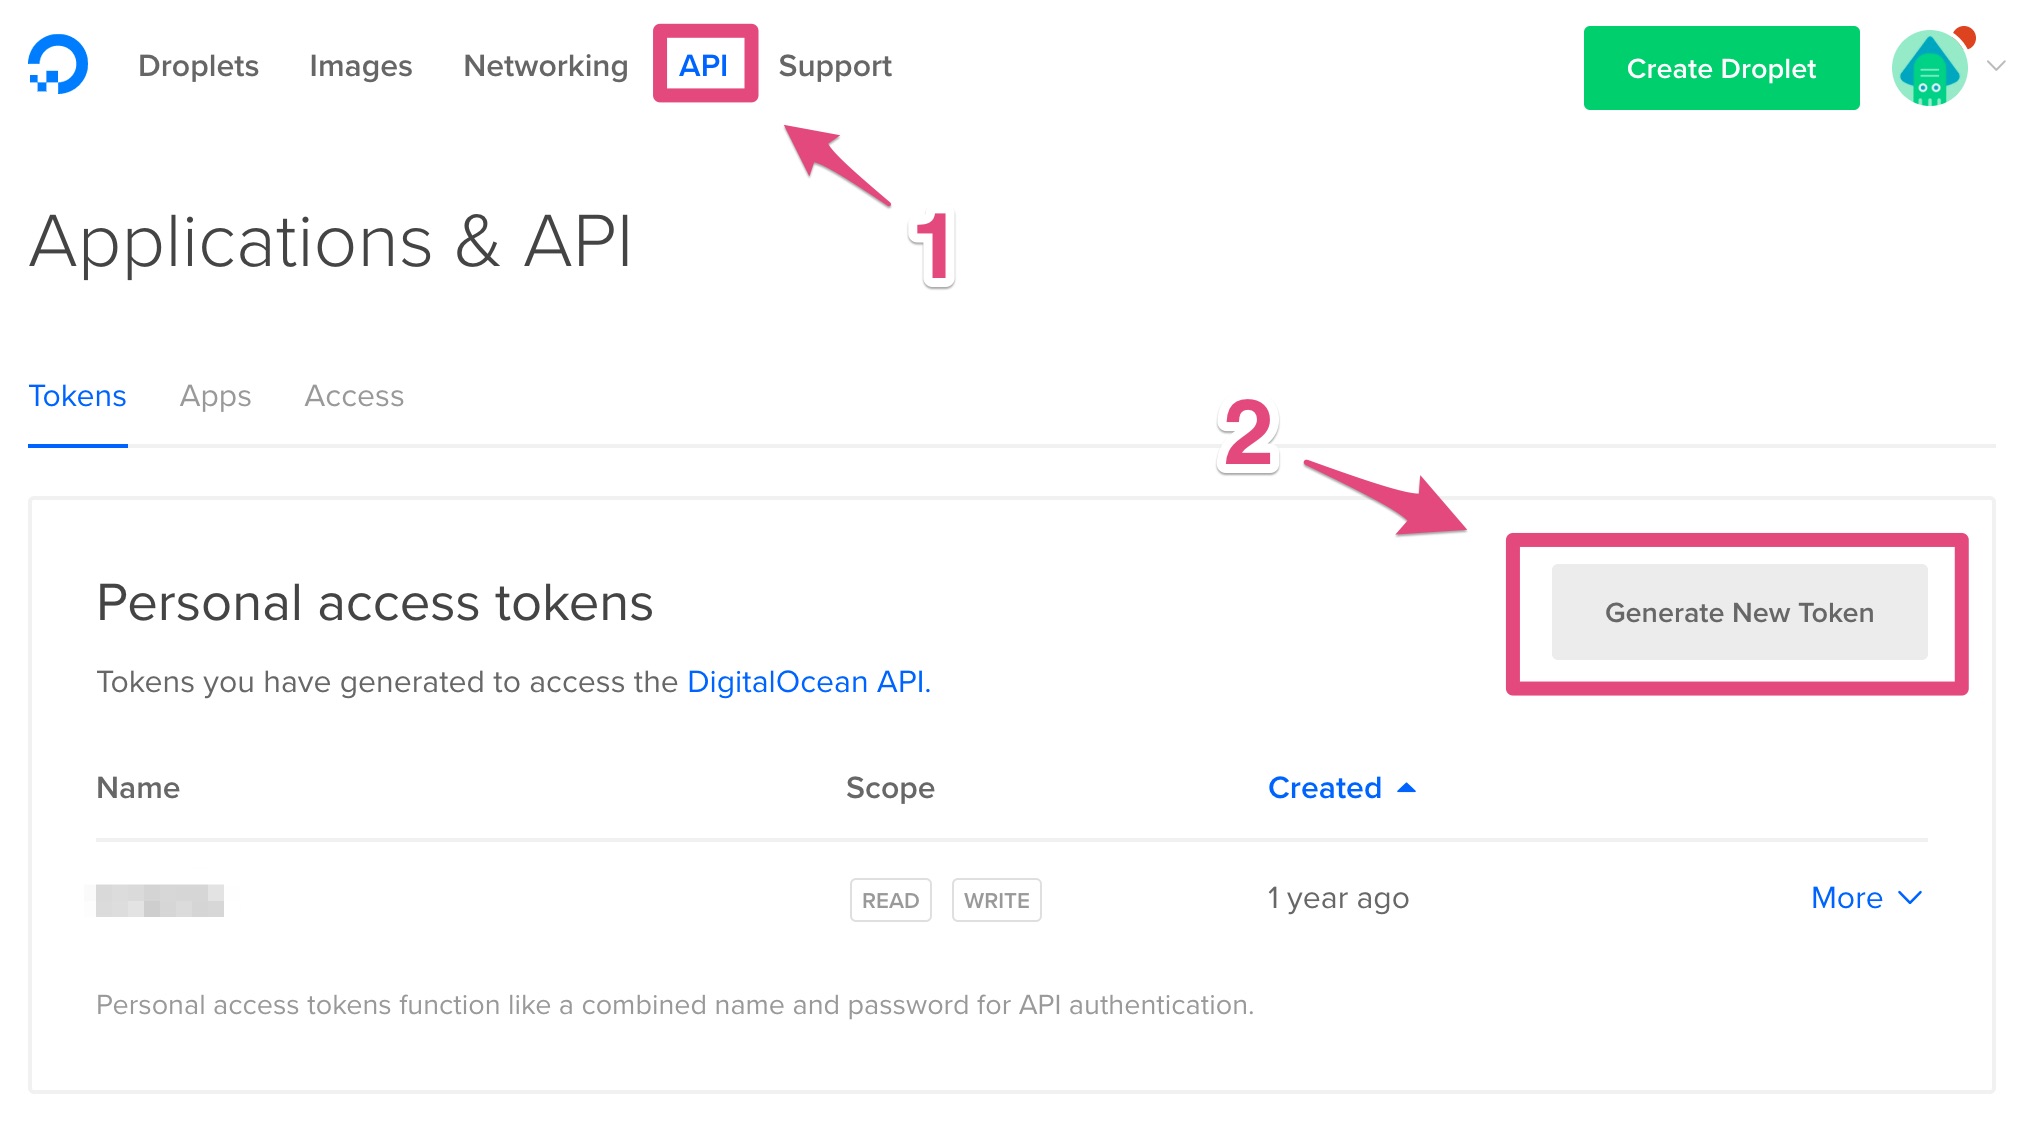 Droplets Images Networking API Support Create Droplet
1
Applications & API
Tokens Apps Access
2
Personal access tokens
Generate New Token
Tokens you have generated to access the DigitalOcean API.
Name Scope Created
READ WRITE 1 year ago More
Personal access tokens function like a combined name and password for API authentication.